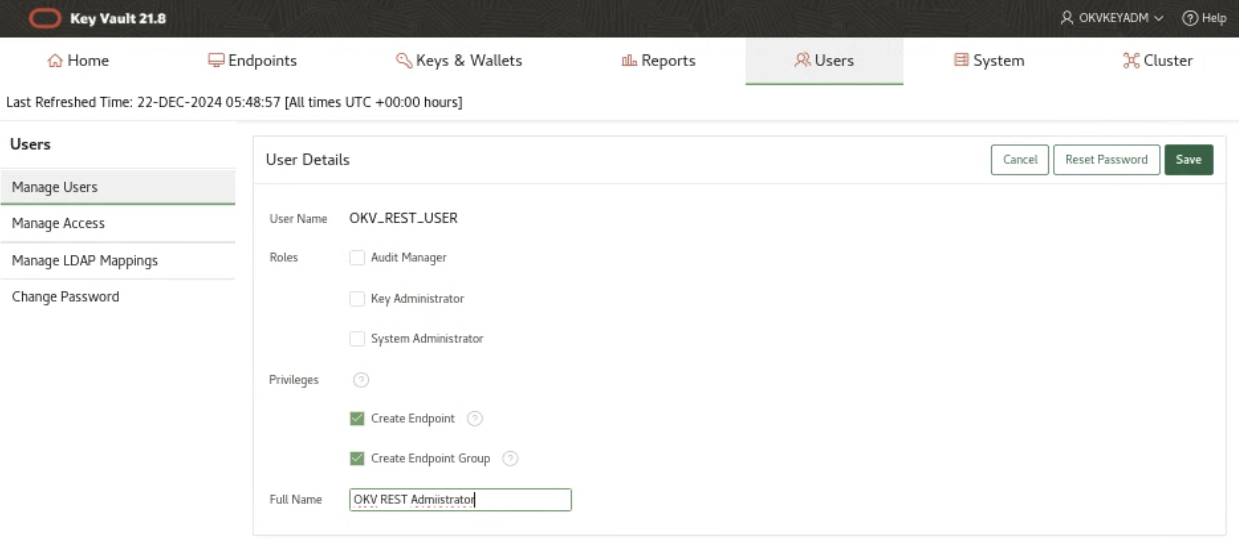 Key Vault 21.8
OKVKEYADM
? Help
Home
Endpoints
Keys & Wallets
Reports
Users
System
Cluster
Last Refreshed Time: 22-DEC-2024 05:48:57 [All times UTC +00:00 hours]
Users
Manage Users
Manage Access
Manage LDAP Mappings
Change Password
User Details
Cancel
Reset Password
Save
User Name OKV_REST_USER
Roles
Audit Manager
Key Administrator
System Administrator
Privileges ?
Create Endpoint ?
Create Endpoint Group ?
Full Name OKV REST Admiistrator